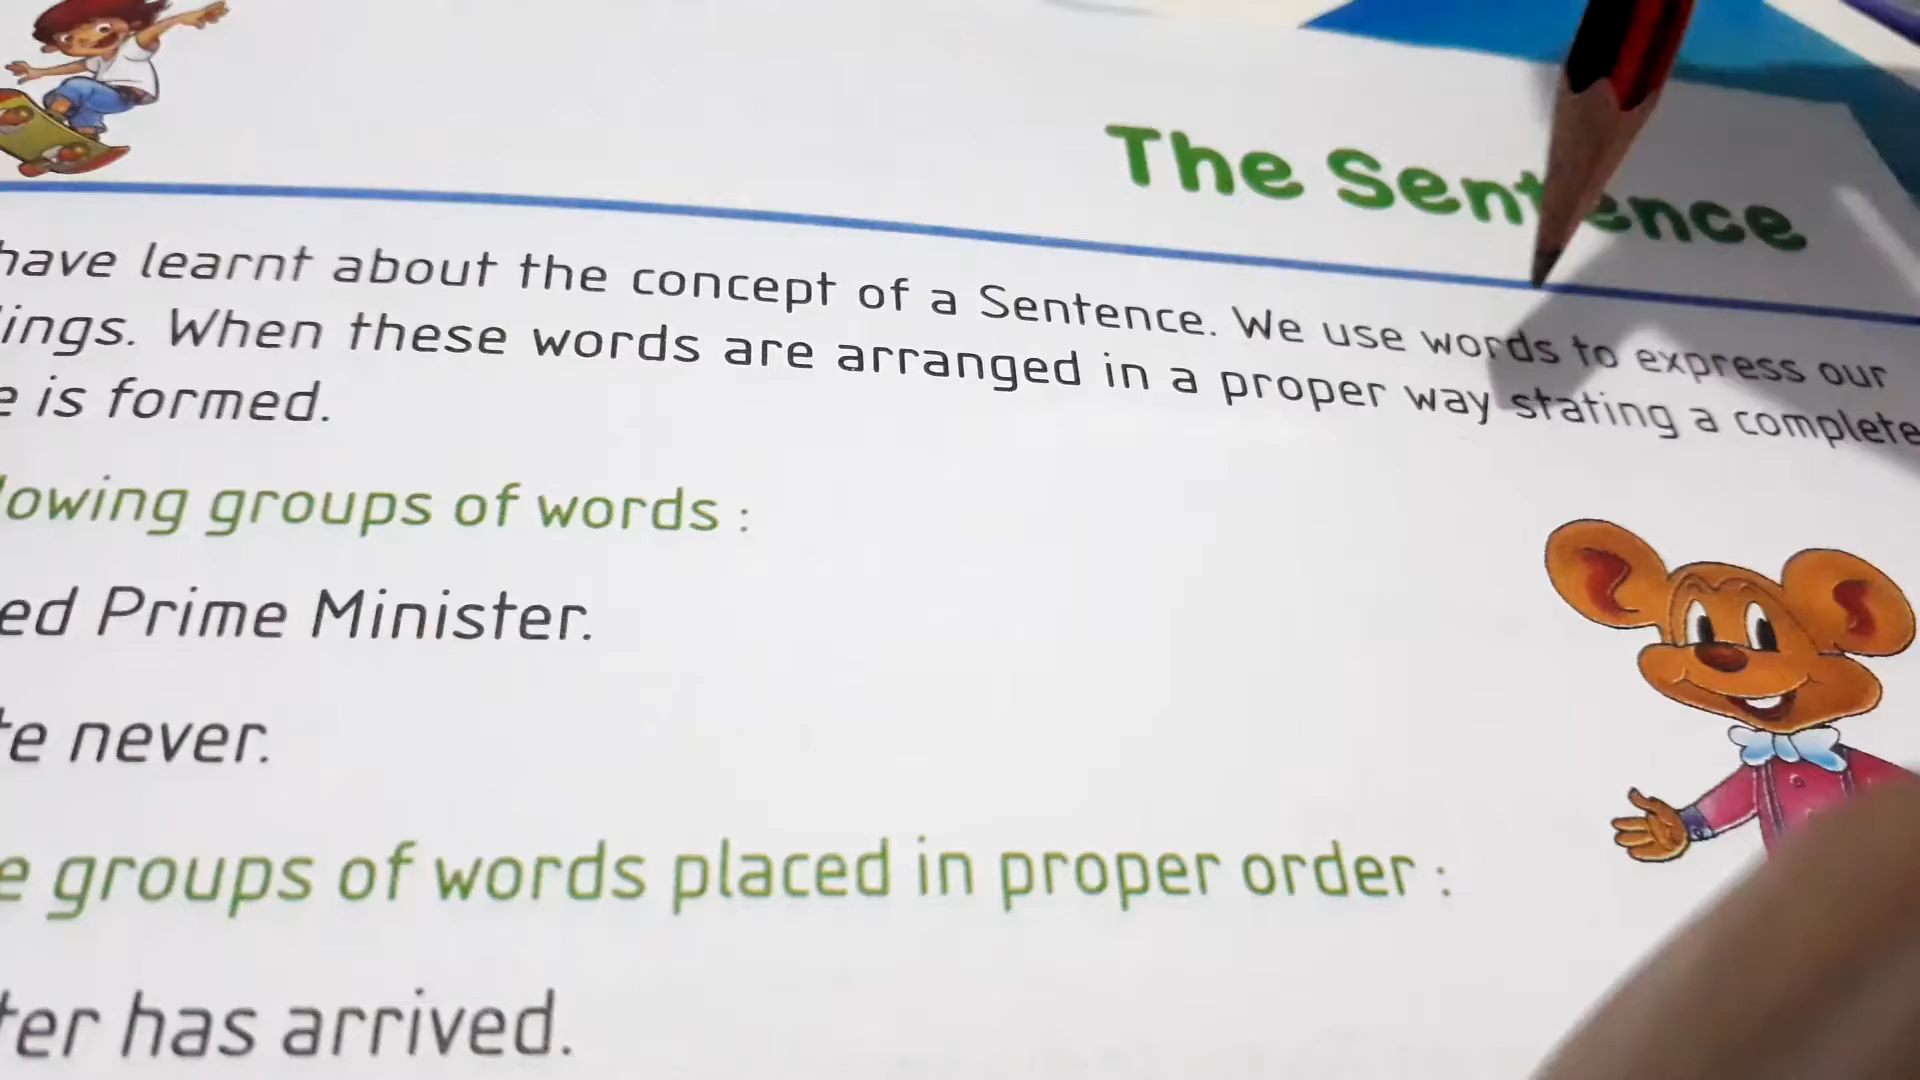 The Sentence
have learnt about the concept of a Sentence. We use words to express our
ings. When these words are arranged in a proper way stating a complete
e is formed.
lowing groups of words :
ed Prime Minister.
te never.
e groups of words placed in proper order :
ter has arrived.